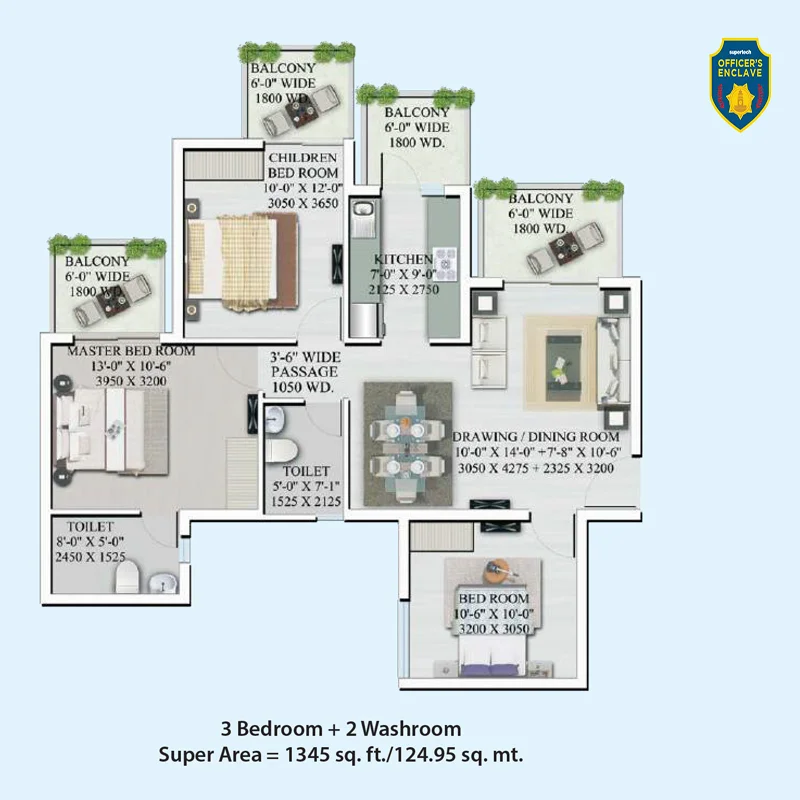 supertech
OFFICER'S
ENCLAVE
BALCONY
6'-0" WIDE
1800 WD.
BALCONY
6'-0" WIDE
1800 WD.
CHILDREN
BED ROOM
10'-0" X 12'-0"
3050 X 3650
BALCONY
6'-0" WIDE
1800 WD.
BALCONY
6'-0" WIDE
1800 WD.
KITCHEN
7'-0" X 9'-0"
2125 X 2750
MASTER BED ROOM
13'-0" X 10'-6"
3950 X 3200
3'-6" WIDE
PASSAGE
1050 WD.
DRAWING / DINING ROOM
10'-0" X 14'-0" +7'-8" X 10'-6"
3050 X 4275 + 2325 X 3200
TOILET
5'-0" X 7'-1"
1525 X 2125
TOILET
8'-0" X 5'-0"
2450 X 1525
BED ROOM
10'-6" X 10'-0"
3200 X 3050
3 Bedroom + 2 Washroom
Super Area = 1345 sq. ft./124.95 sq. mt.